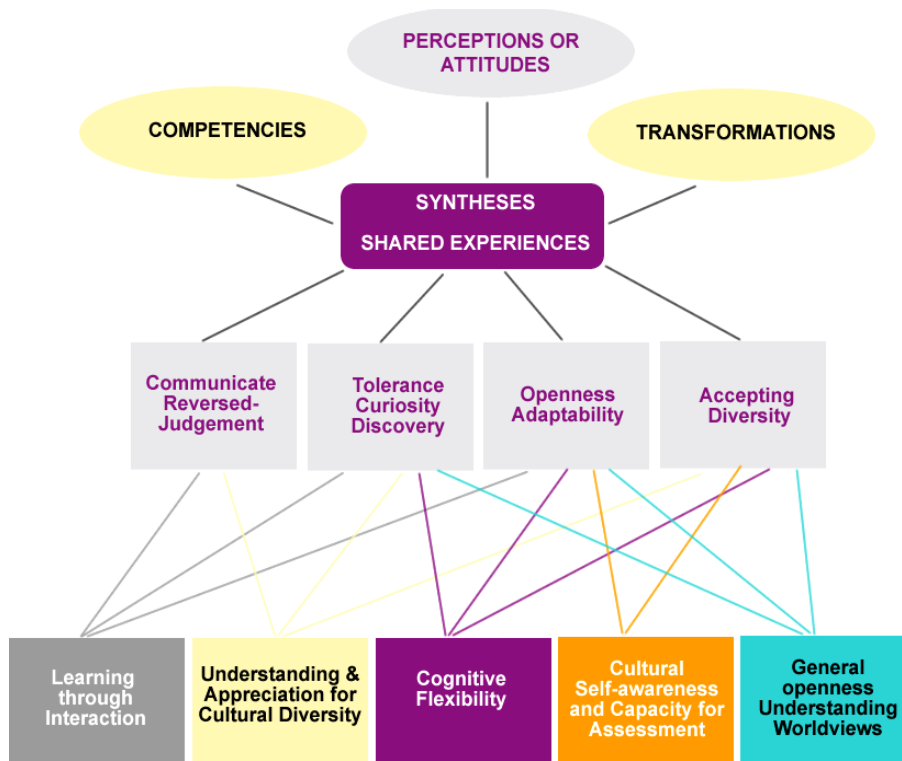 PERCEPTIONS OR
ATTITUDES
COMPETENCIES
TRANSFORMATIONS
SYNTHESES
SHARED EXPERIENCES
Communicate
Reversed-
Judgement
Tolerance
Curiosity
Discovery
Openness
Adaptability
Accepting
Diversity
Learning
through
Interaction
Understanding &
Appreciation for
Cultural Diversity
Cognitive
Flexibility
Cultural
Self-awareness
and Capacity for
Assessment
General
openness
Understanding
Worldviews